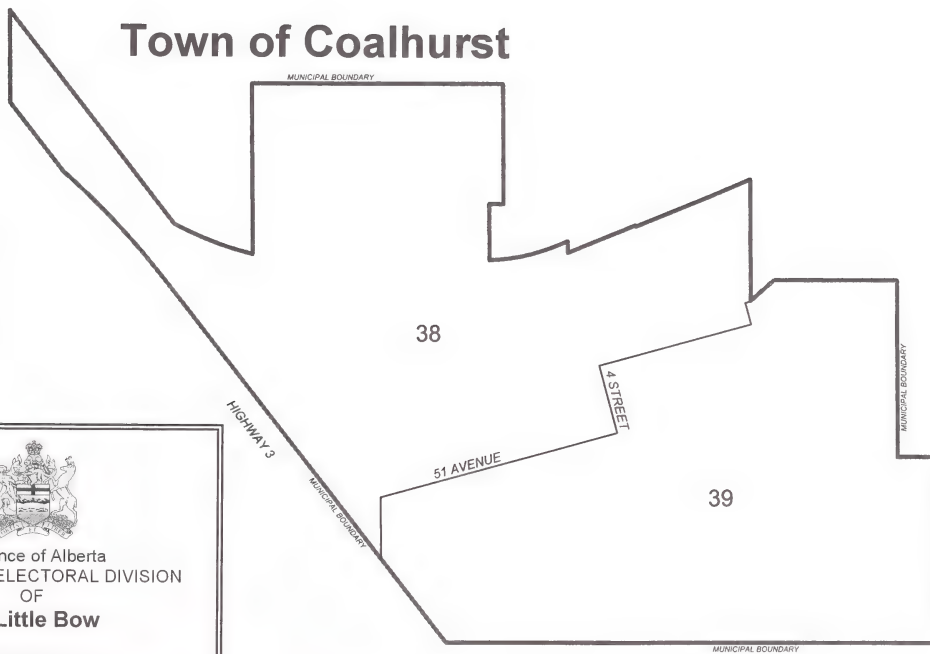 Town of Coalhurst
MUNICIPAL BOUNDARY
38
MUNICIPAL BOUNDARY
4 STREET
HIGHWAY 3
51 AVENUE
39
MUNICIPAL BOUNDARY
nce of Alberta
ELECTORAL DIVISION
OF
Little Bow
MUNICIPAL BOUNDARY